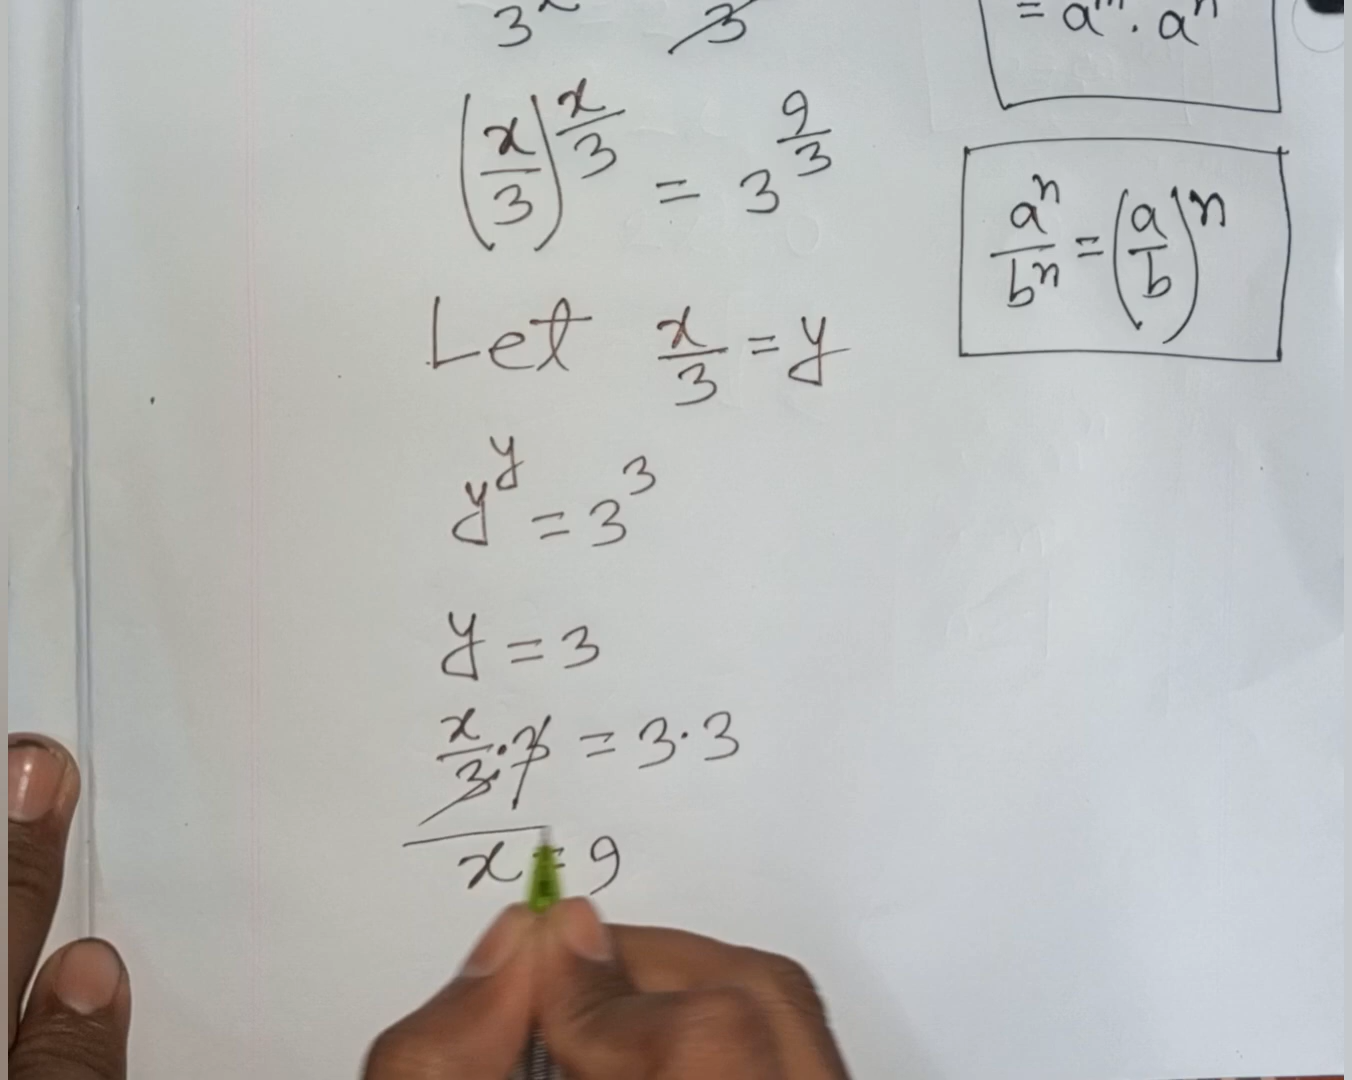 = a^m . a^n
(x/3)^(x/3) = 3^(9/3)
a^n/b^n = (a/b)^n
Let x/3 = y
y^y = 3^3
y = 3
x/3 · 3 = 3 · 3
x = 9